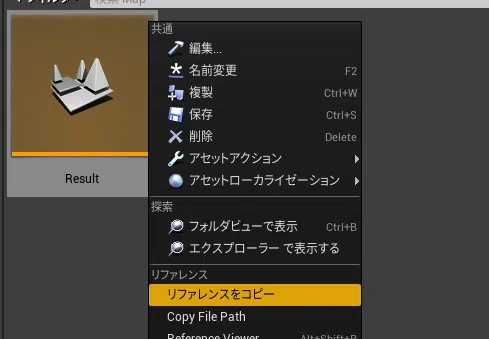 検索 Map
共通
編集...
名前変更 F2
複製 Ctrl+W
保存 Ctrl+S
削除 Delete
アセットアクション
アセットローカライゼーション
探索
フォルダビューで表示 Ctrl+B
エクスプローラー で表示する
リファレンス
リファレンスをコピー
Copy File Path
Reference Viewer... Alt+Shift+R
Result